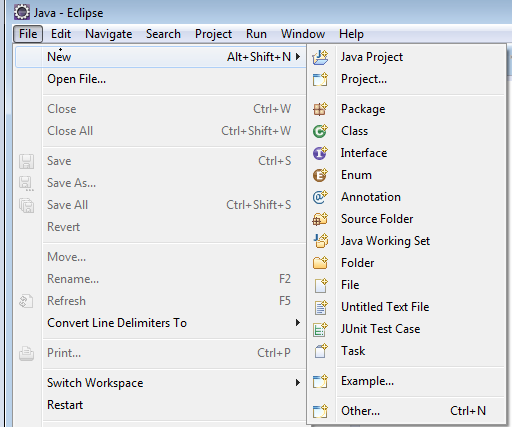 Java - Eclipse
File Edit Navigate Search Project Run Window Help
New Alt+Shift+N
Open File...
Close Ctrl+W
Close All Ctrl+Shift+W
Save Ctrl+S
Save As...
Save All Ctrl+Shift+S
Revert
Move...
Rename... F2
Refresh F5
Convert Line Delimiters To
Print... Ctrl+P
Switch Workspace
Restart
Java Project
Project...
Package
Class
Interface
Enum
Annotation
Source Folder
Java Working Set
Folder
File
Untitled Text File
JUnit Test Case
Task
Example...
Other... Ctrl+N